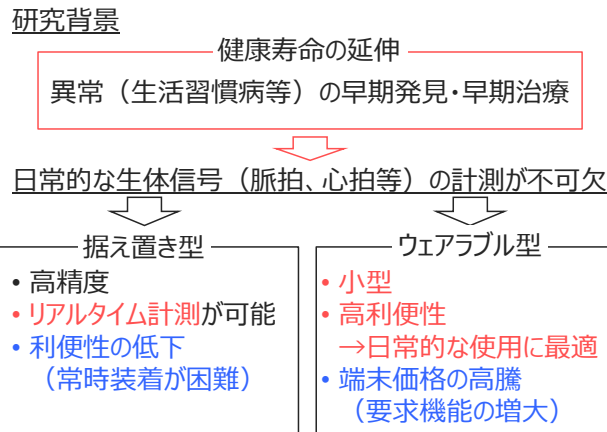 研究背景
健康寿命の延伸
異常（生活習慣病等）の早期発見・早期治療
日常的な生体信号（脈拍、心拍等）の計測が不可欠
据え置き型
• 高精度
• リアルタイム計測が可能
• 利便性の低下
（常時装着が困難）
ウェアラブル型
• 小型
• 高利便性
→日常的な使用に最適
• 端末価格の高騰
（要求機能の増大）